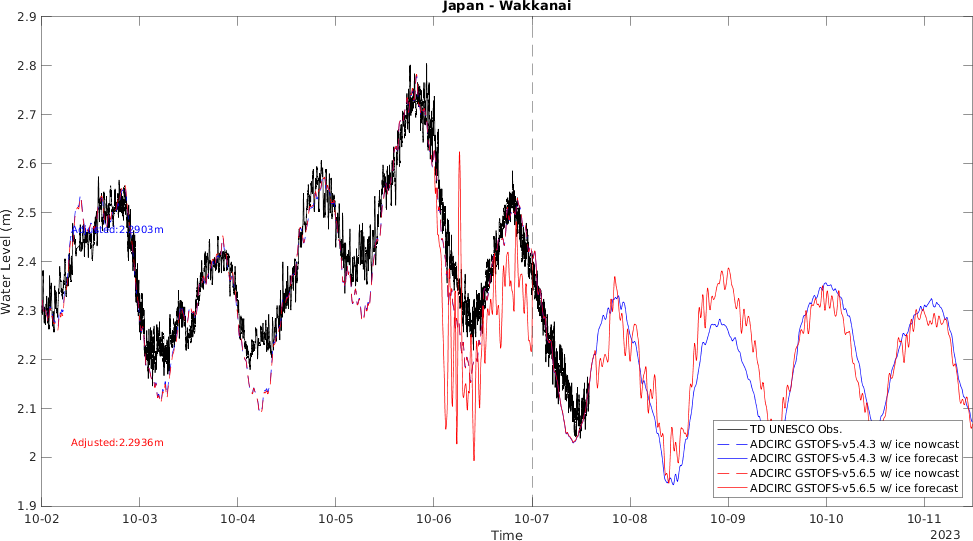 Japan - Wakkanai
Water Level (m)
2.9
2.8
2.7
2.6
2.5
2.4
2.3
2.2
2.1
2
1.9
Adjusted:2.2903m
Adjusted:2.2936m
TD UNESCO Obs.
ADCIRC GSTOFS-v5.4.3 w/ ice nowcast
ADCIRC GSTOFS-v5.4.3 w/ ice forecast
ADCIRC GSTOFS-v5.6.5 w/ ice nowcast
ADCIRC GSTOFS-v5.6.5 w/ ice forecast
10-02 10-03 10-04 10-05 10-06 10-07 10-08 10-09 10-10 10-11
Time
2023